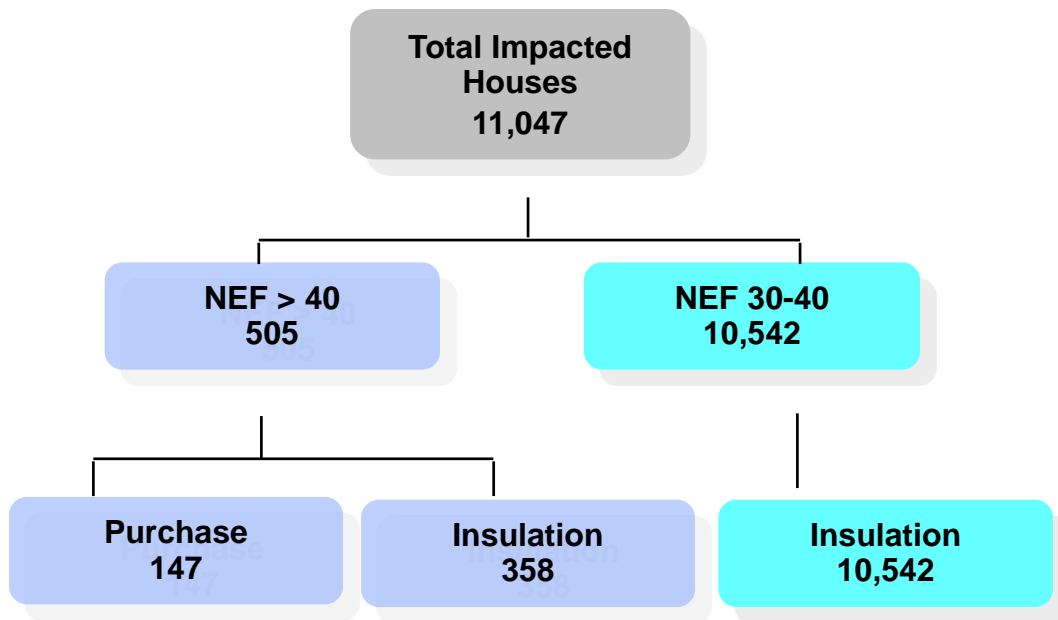 Total Impacted
Houses
11,047
NEF > 40
505
NEF 30-40
10,542
Purchase
147
Insulation
358
Insulation
10,542